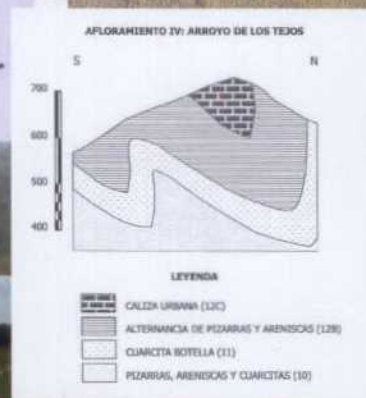 AFLORAMIENTO IV: ARROYO DE LOS TEJOS
S N
700
600
500
400
LEYENDA
CALIZA URBANA (12C)
ALTERNANCIA DE PIZARRAS Y ARENISCAS (12B)
CUARCITA BOTELLA (11)
PIZARRAS, ARENISCAS Y CUARCITAS (10)